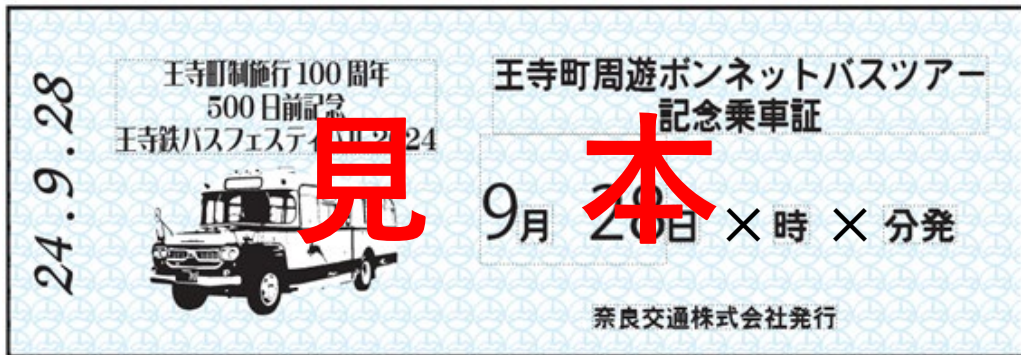 24.9.28
王寺町制施行100周年
500日前記念
王寺鉄バスフェスティバル2024
見本
王寺町周遊ボンネットバスツアー
記念乗車証
9月 28日 ×時 ×分発
奈良交通株式会社発行